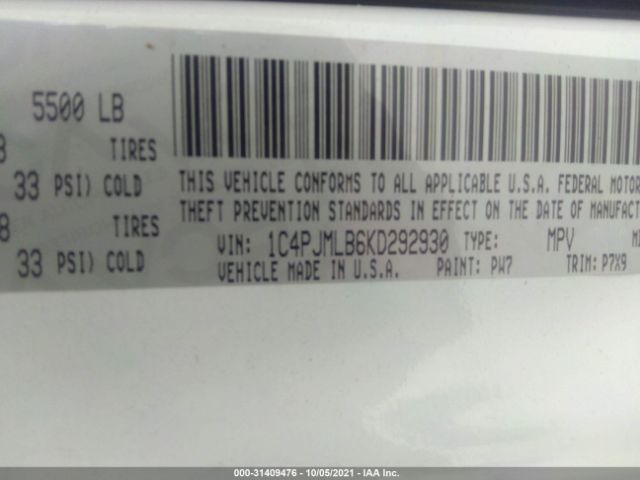 5500 LB
8 TIRES
33 PSI) COLD
8 TIRES
33 PSI) COLD
THIS VEHICLE CONFORMS TO ALL APPLICABLE U.S.A. FEDERAL MOTOR
THEFT PREVENTION STANDARDS IN EFFECT ON THE DATE OF MANUFACT
VIN: 1C4PJMLB6KD292930 TYPE: MPV
VEHICLE MADE IN U.S.A. PAINT: PW7 TRIM: P7X9
000-31409476 - 10/05/2021 - IAA Inc.